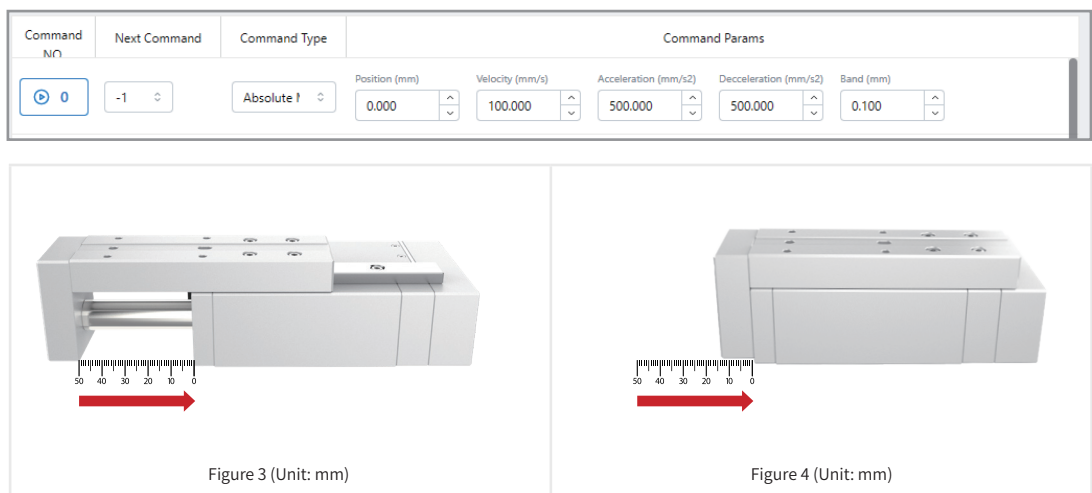 Command
NO
Next Command
Command Type
Command Params
0
-1
Absolute
Position (mm)
0.000
Velocity (mm/s)
100.000
Acceleration (mm/s2)
500.000
Decceleration (mm/s2)
500.000
Band (mm)
0.100
50 40 30 20 10 0
50 40 30 20 10 0
Figure 3 (Unit: mm)
Figure 4 (Unit: mm)